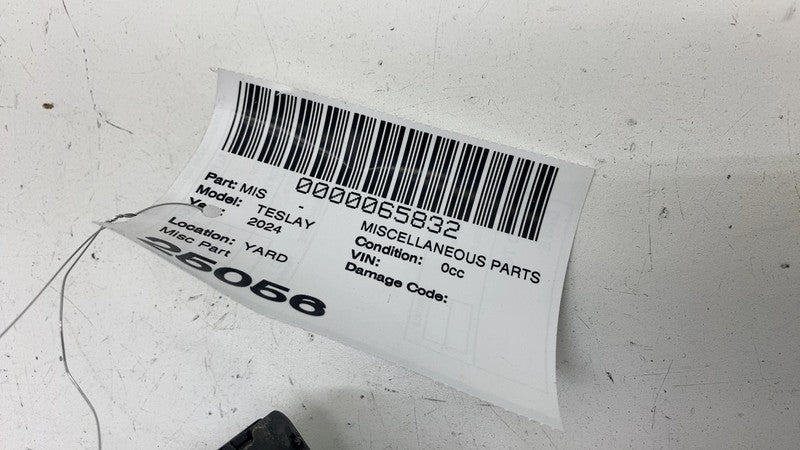 0000065832
Part: MIS - MISCELLANEOUS PARTS
Model: TESLAY Condition: 0cc
2024 VIN:
Location: YARD Damage Code:
Misc Part
25056